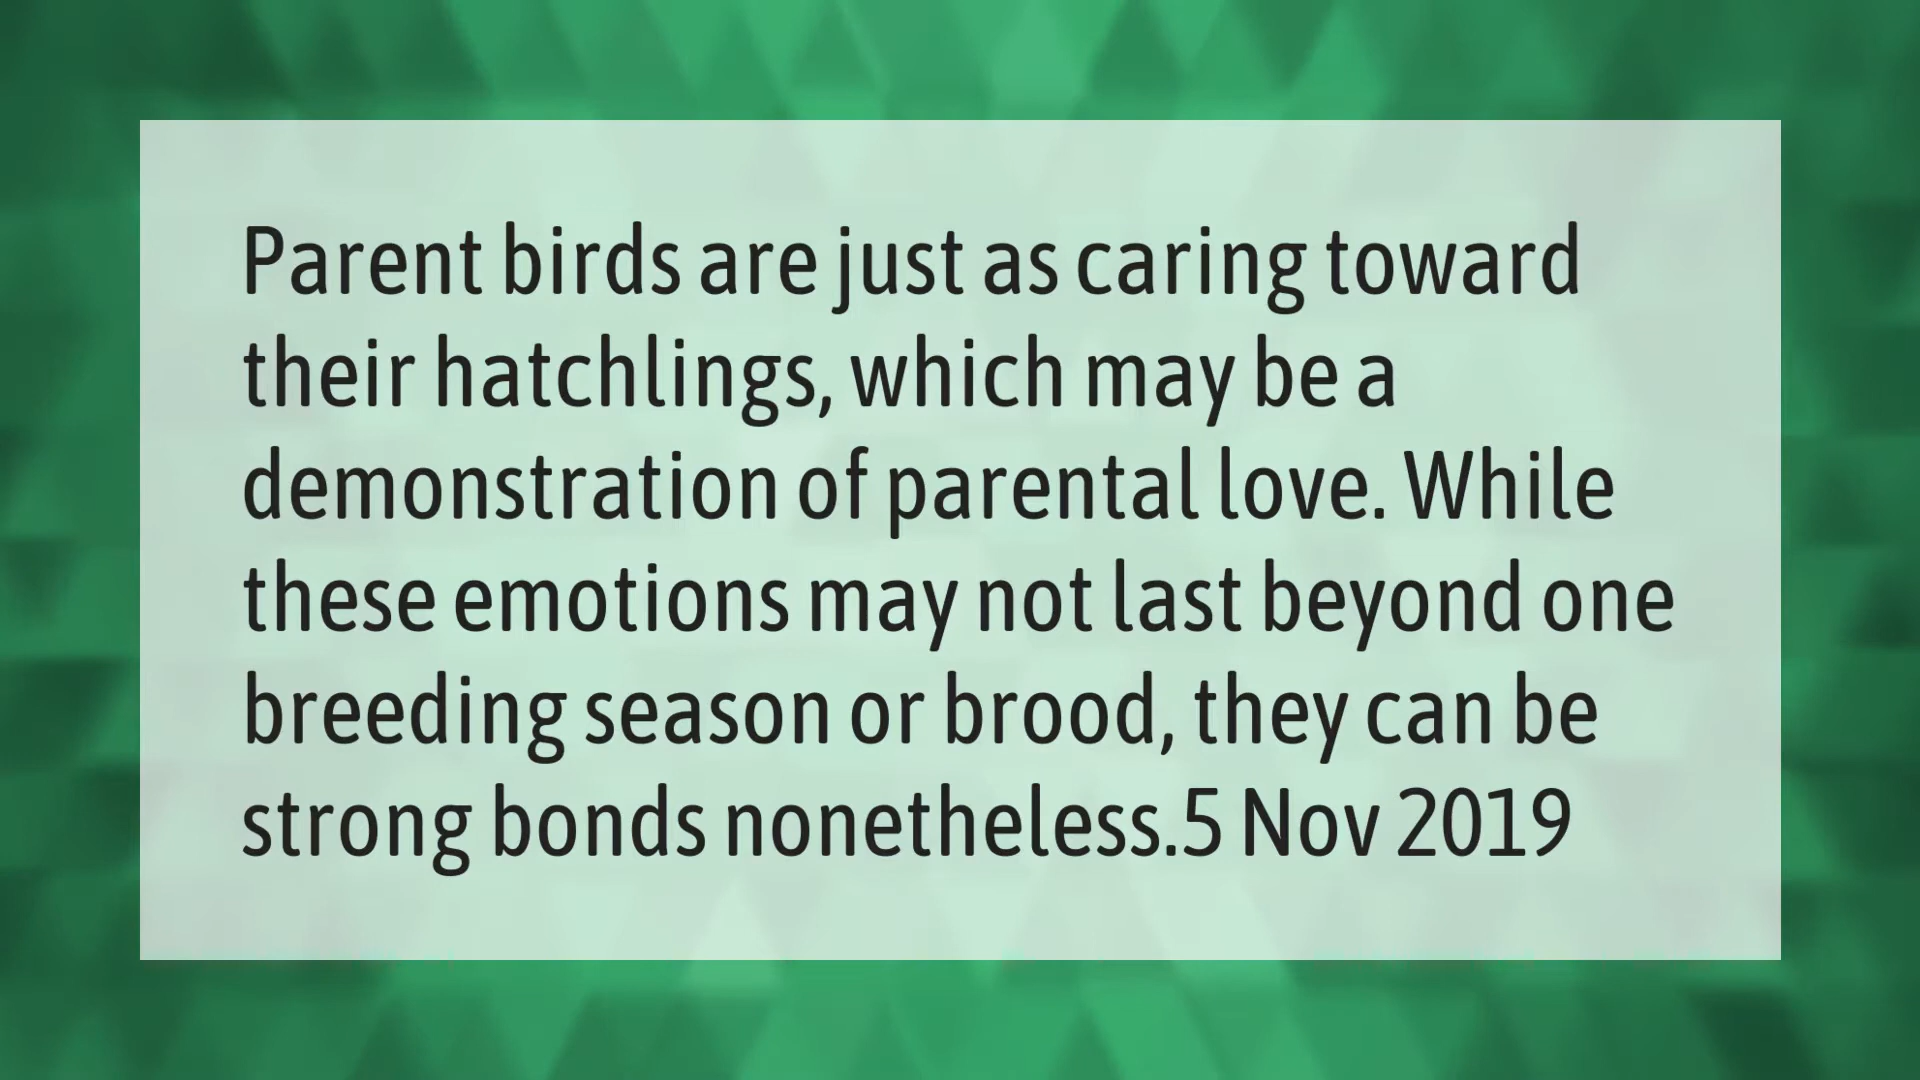 Parent birds are just as caring toward
their hatchlings, which may be a
demonstration of parental love. While
these emotions may not last beyond one
breeding season or brood, they can be
strong bonds nonetheless.5 Nov 2019